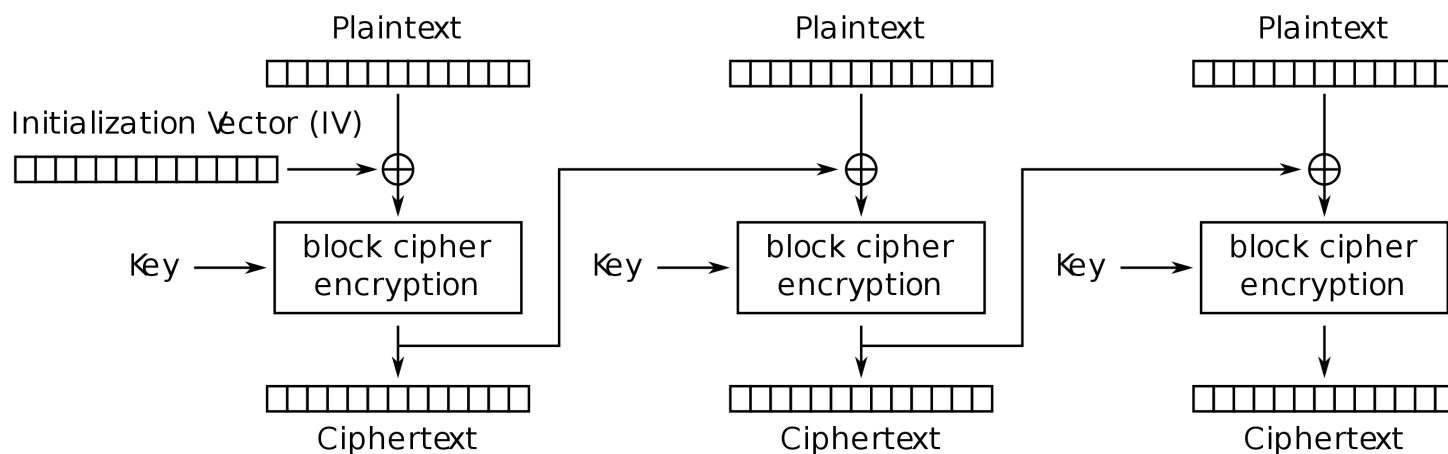 Plaintext
Plaintext
Plaintext
Initialization Vector (IV)
Key
block cipher
encryption
Key
block cipher
encryption
Key
block cipher
encryption
Ciphertext
Ciphertext
Ciphertext